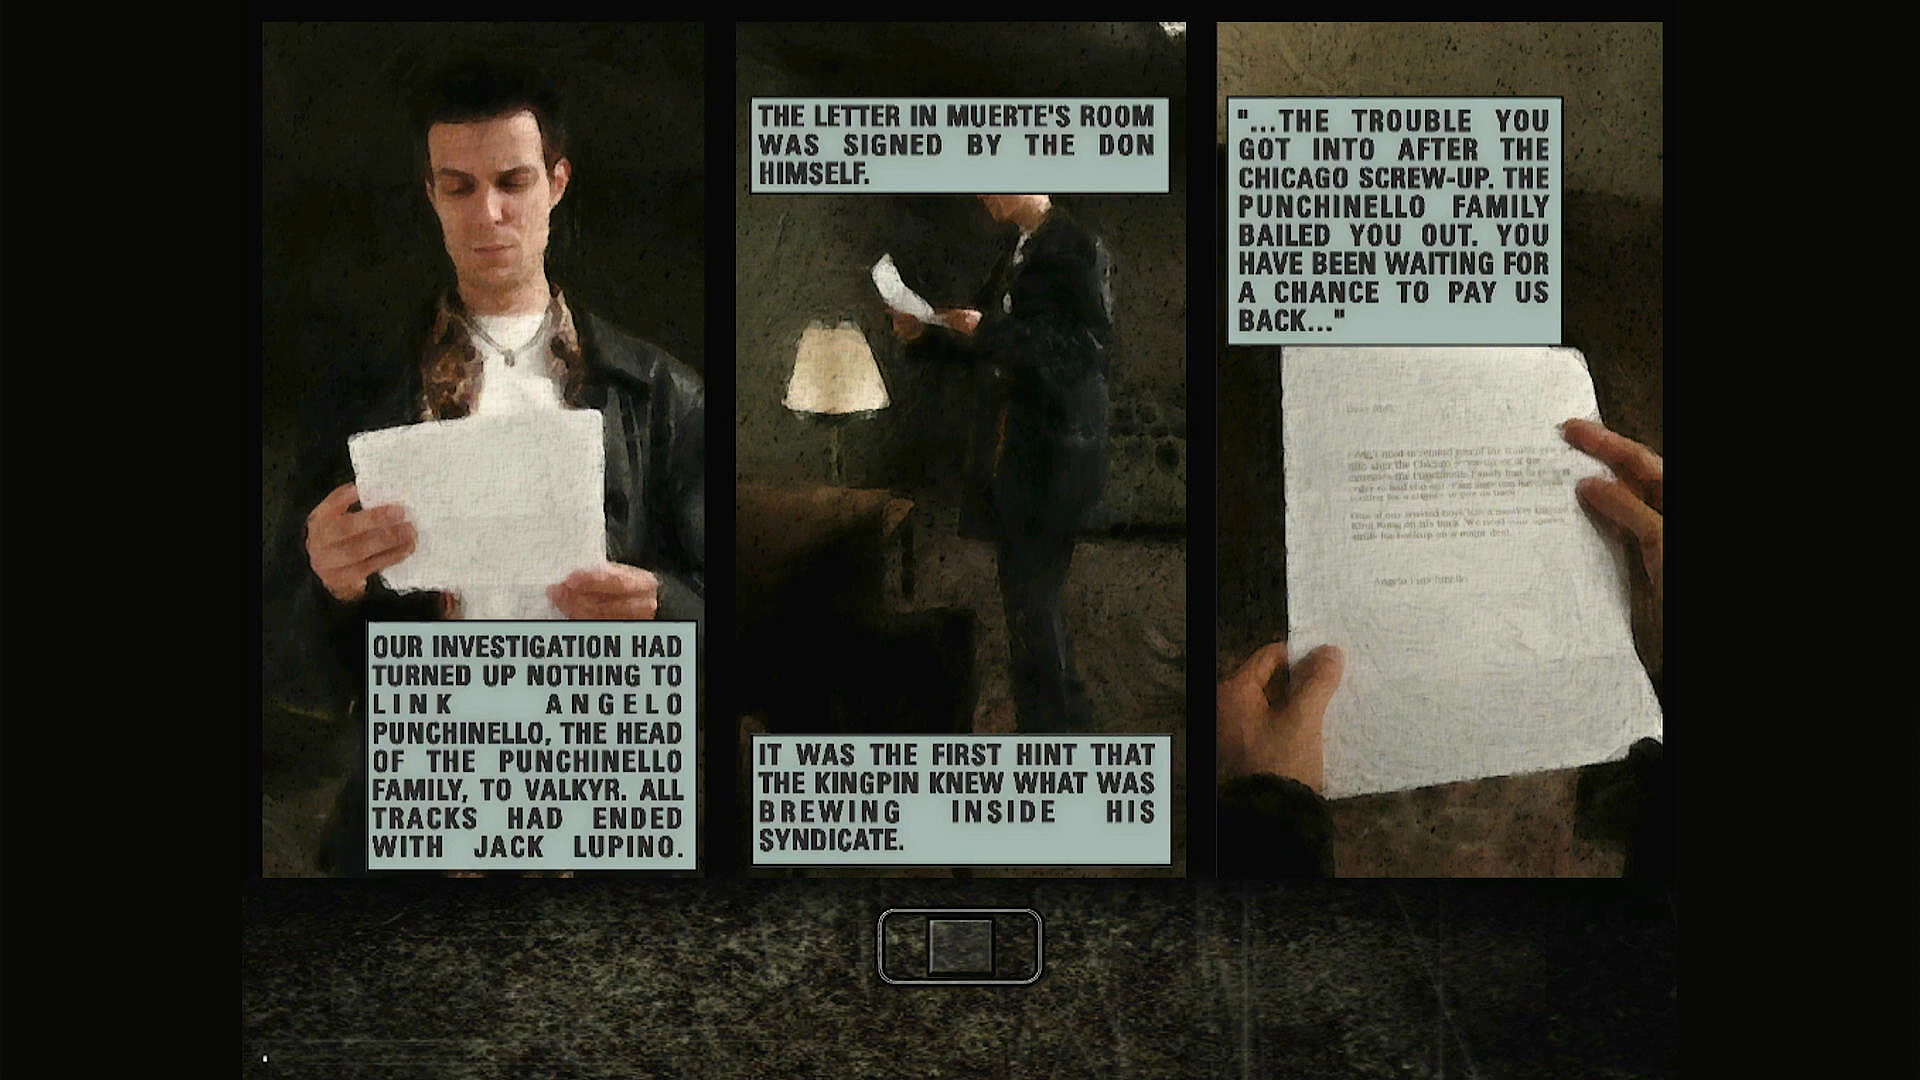 OUR INVESTIGATION HAD
TURNED UP NOTHING TO
LINK ANGELO
PUNCHINELLO, THE HEAD
OF THE PUNCHINELLO
FAMILY, TO VALKYR. ALL
TRACKS HAD ENDED
WITH JACK LUPINO.
THE LETTER IN MUERTE'S ROOM
WAS SIGNED BY THE DON
HIMSELF.
IT WAS THE FIRST HINT THAT
THE KINGPIN KNEW WHAT WAS
BREWING INSIDE HIS
SYNDICATE.
"...THE TROUBLE YOU
GOT INTO AFTER THE
CHICAGO SCREW-UP. THE
PUNCHINELLO FAMILY
BAILED YOU OUT. YOU
HAVE BEEN WAITING FOR
A CHANCE TO PAY US
BACK..."